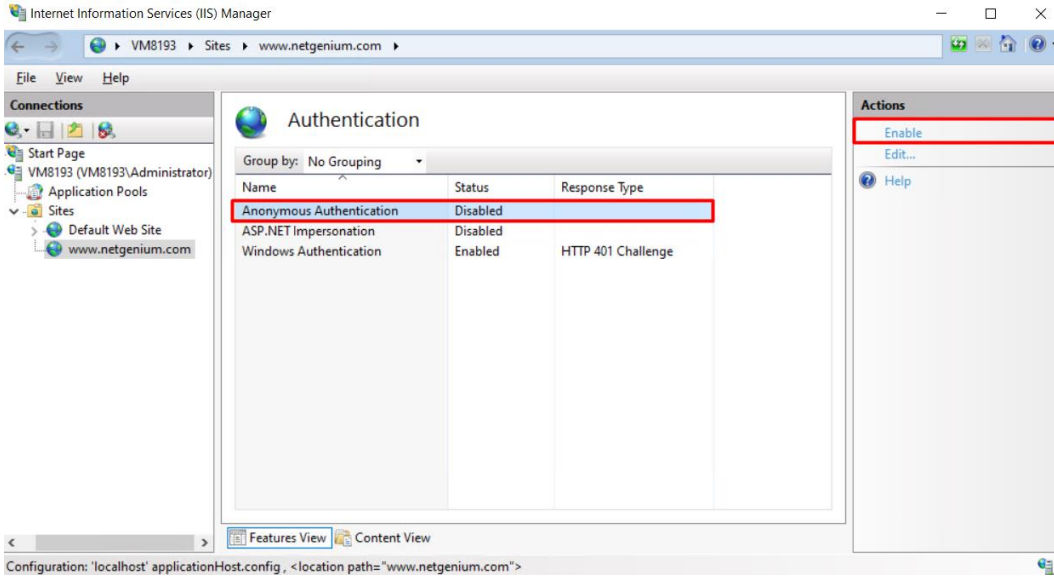 Internet Information Services (IIS) Manager
VM8193 Sites www.netgenium.com
File View Help
Connections
Start Page
VM8193 (VM8193\Administrator)
Application Pools
Sites
Default Web Site
www.netgenium.com
Authentication
Group by: No Grouping
Name Status Response Type
Anonymous Authentication Disabled
ASP.NET Impersonation Disabled
Windows Authentication Enabled HTTP 401 Challenge
Features View Content View
Actions
Enable
Edit...
Help
Configuration: 'localhost' applicationHost.config , <location path="www.netgenium.com">